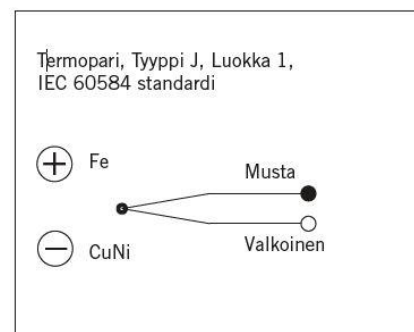 Termopari, Tyyppi J, Luokka 1,
IEC 60584 standardi
+ Fe
Musta
Valkoinen
− CuNi